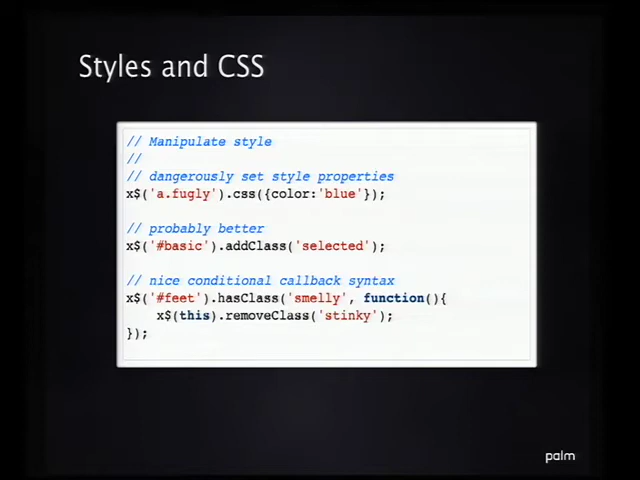 Styles and CSS
// Manipulate style
//
// dangerously set style properties
x$('a.fugly').css({color:'blue'});
// probably better
x$('#basic').addClass('selected');
// nice conditional callback syntax
x$('#feet').hasClass('smelly', function(){
x$(this).removeClass('stinky');
});
palm